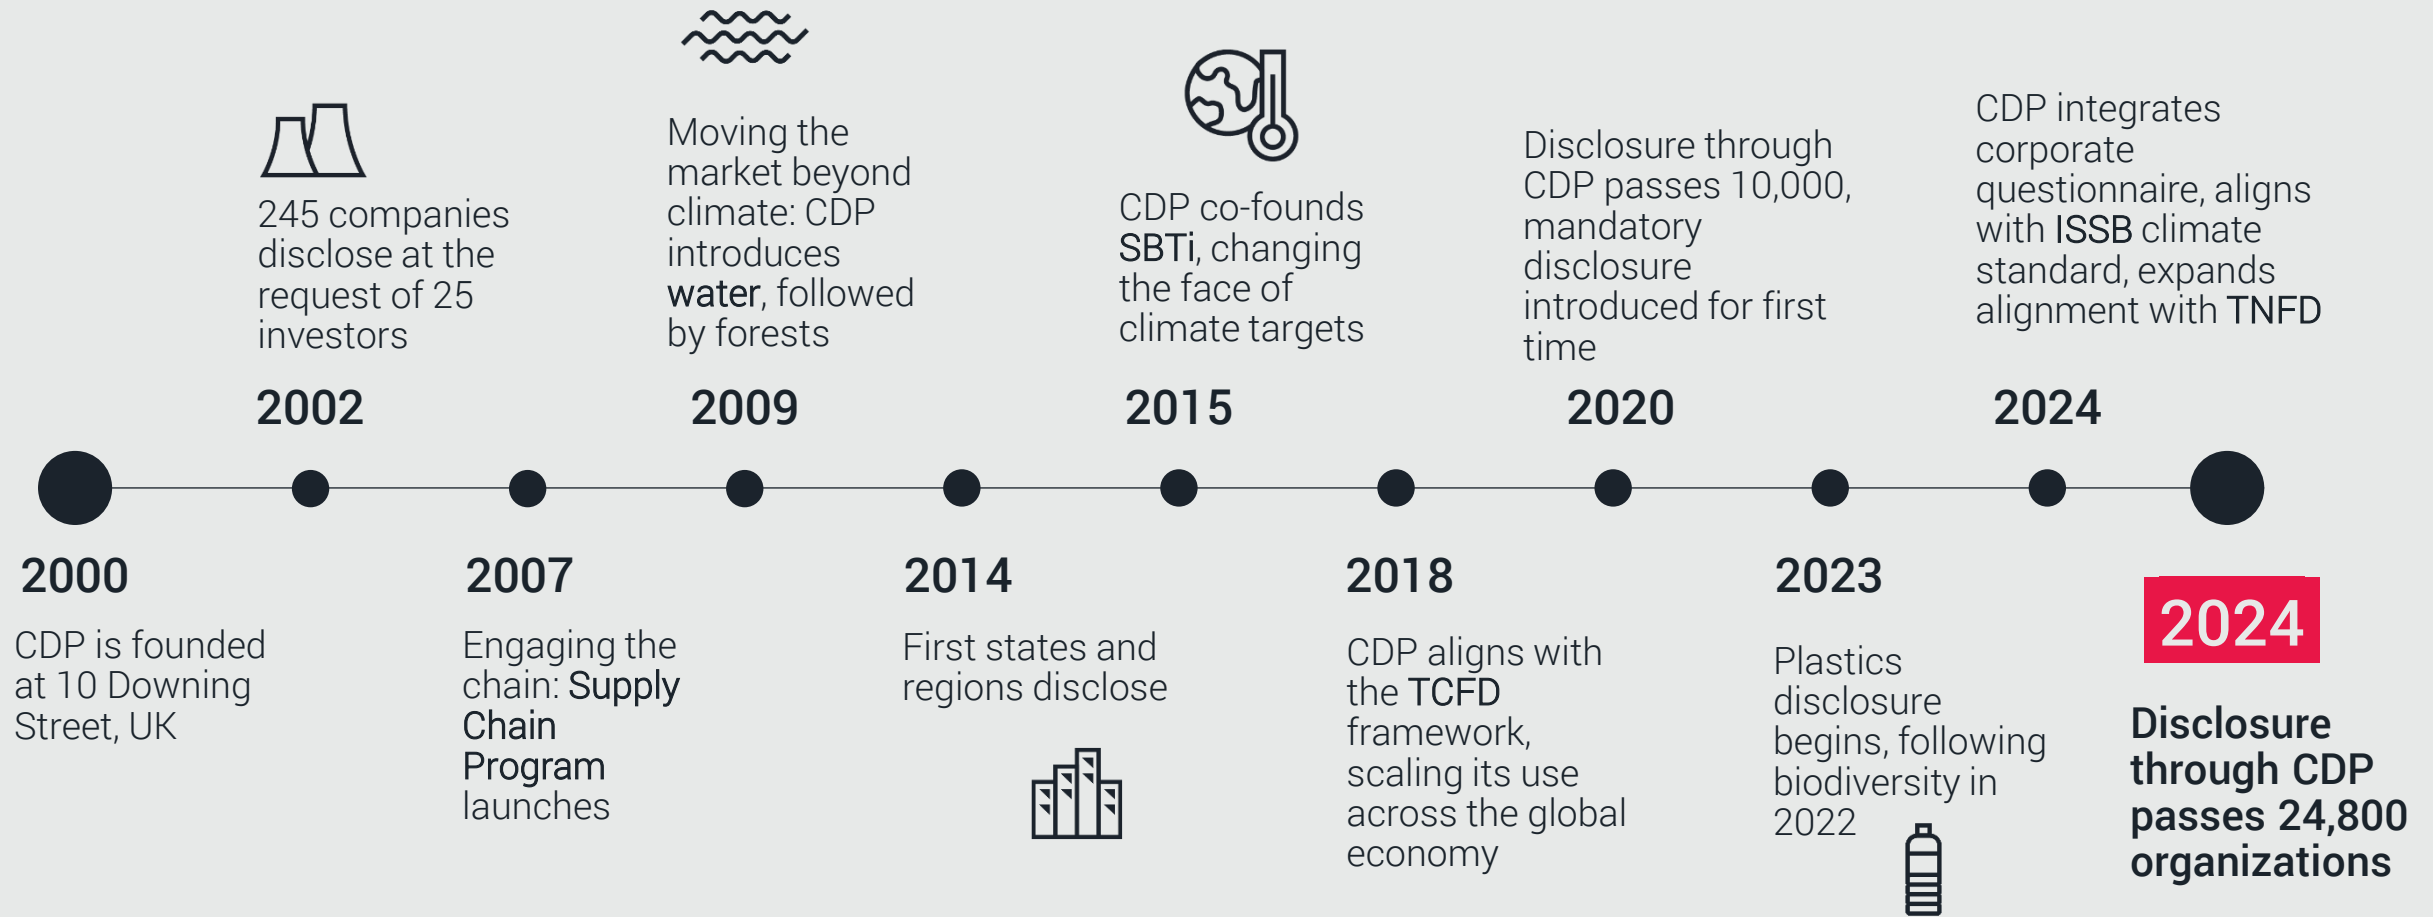 245 companies
disclose at the
request of 25
investors
2002
Moving the
market beyond
climate: CDP
introduces
water, followed
by forests
2009
CDP co-founds
SBTi, changing
the face of
climate targets
2015
Disclosure through
CDP passes 10,000,
mandatory
disclosure
introduced for first
time
2020
CDP integrates
corporate
questionnaire, aligns
with ISSB climate
standard, expands
alignment with TNFD
2024
2000
CDP is founded
at 10 Downing
Street, UK
2007
Engaging the
chain: Supply
Chain
Program
launches
2014
First states and
regions disclose
2018
CDP aligns with
the TCFD
framework,
scaling its use
across the global
economy
2023
Plastics
disclosure
begins, following
biodiversity in
2022
2024
Disclosure
through CDP
passes 24,800
organizations